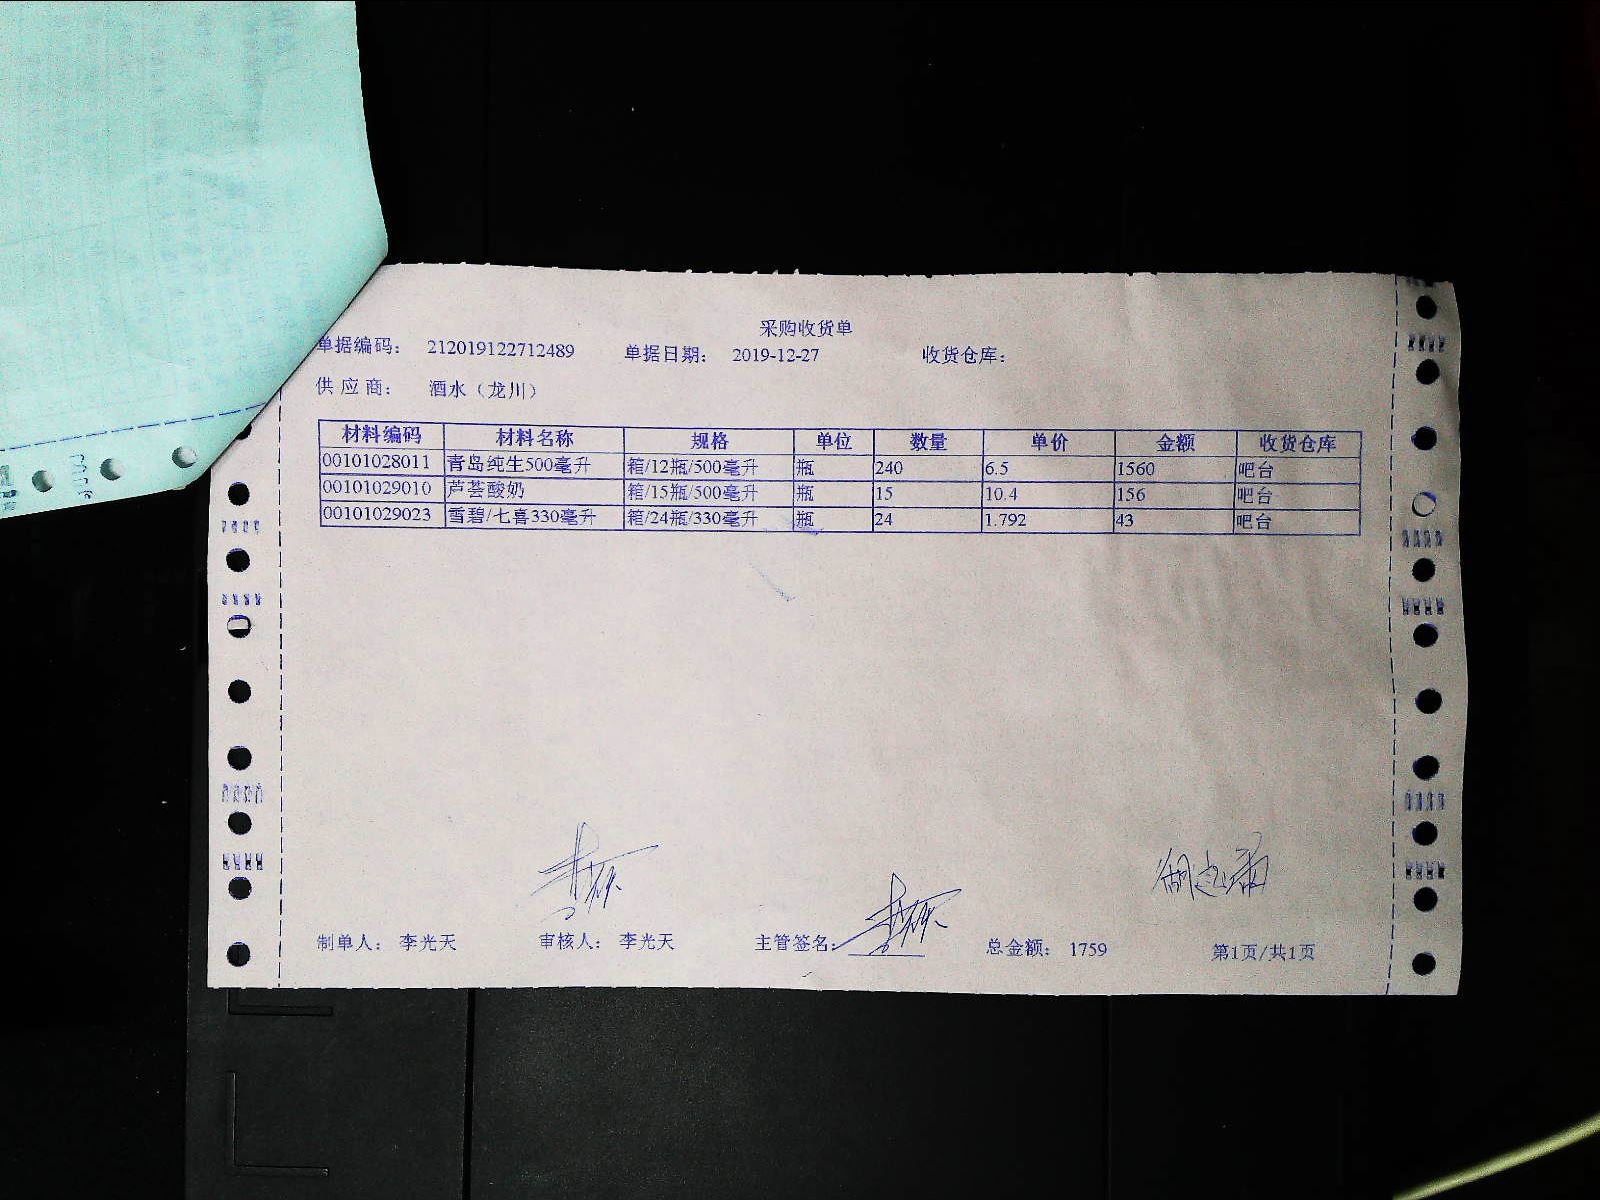 采购收货单
单据编码： 212019122712489 单据日期： 2019-12-27 收货仓库：
供应商： 酒水（龙川）
材料编码 材料名称 规格 单位 数量 单价 金额 收货仓库
00101028011 青岛纯生500毫升 箱/12瓶/500毫升 瓶 240 6.5 1560 吧台
00101029010 芦荟酸奶 箱/15瓶/500毫升 瓶 15 10.4 156 吧台
00101029023 雪碧/七喜330毫升 箱/24瓶/330毫升 瓶 24 1.792 43 吧台
制单人： 李光天 审核人： 李光天 主管签名： 总金额： 1759 第1页/共1页